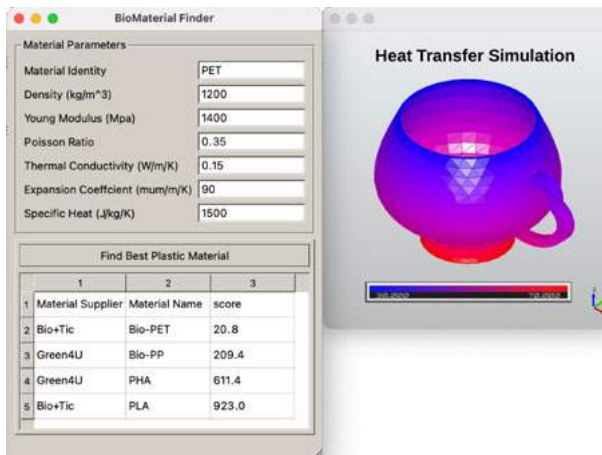 BioMaterial Finder
Material Parameters
Material Identity PET
Density (kg/m^3) 1200
Young Modulus (Mpa) 1400
Poisson Ratio 0.35
Thermal Conductivity (W/m/K) 0.15
Expansion Coeffcient (mum/m/K) 90
Specific Heat (J/kg/K) 1500
Find Best Plastic Material
1 2 3
1 Material Supplier Material Name score
2 Bio+Tic Bio-PET 20.8
3 Green4U Bio-PP 209.4
4 Green4U PHA 611.4
5 Bio+Tic PLA 923.0
Heat Transfer Simulation
70.000